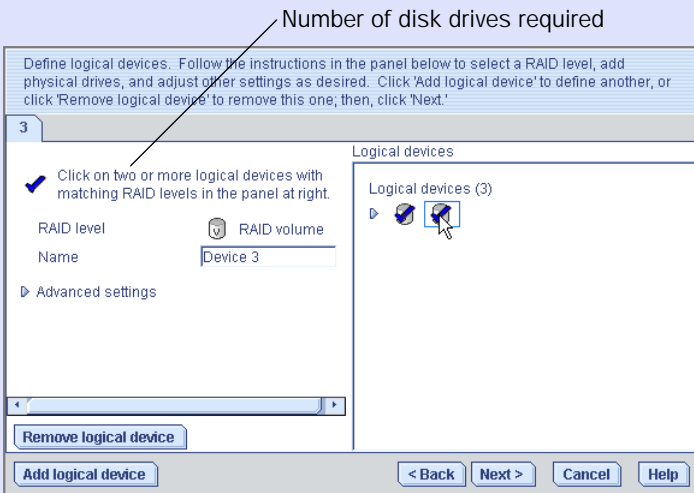 Number of disk drives required
Define logical devices. Follow the instructions in the panel below to select a RAID level, add
physical drives, and adjust other settings as desired. Click 'Add logical device' to define another, or
click 'Remove logical device' to remove this one; then, click 'Next.'
3
Click on two or more logical devices with
matching RAID levels in the panel at right.
RAID level
v
RAID volume
Name
Device 3
Advanced settings
Remove logical device
Logical devices
Logical devices (3)
Add logical device
< Back
Next >
Cancel
Help